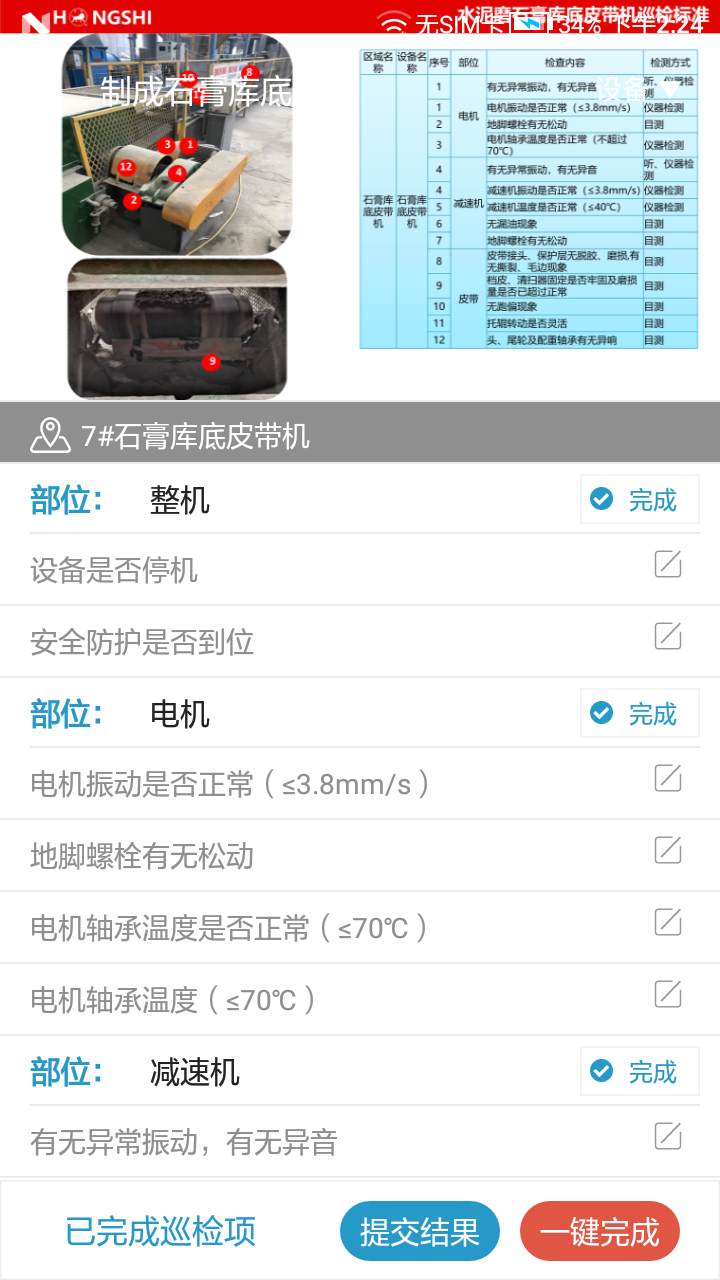 HONGSHI
水泥磨石膏库底皮带机巡检标准
无SIM卡 34% 下午2:24
制成石膏库底
设备
10 8
3 1
12 4
2
9
区域名称 设备名称 序号 部位 检查内容 检测方式
石膏库底皮带机 石膏库底皮带机
1 电机 有无异常振动，有无异音 听、仪器检测
1 电机振动是否正常（≤3.8mm/s） 仪器检测
2 地脚螺栓有无松动 目测
3 电机轴承温度是否正常（不超过70℃） 仪器检测
4 减速机 有无异常振动、有无异音 听、仪器检测
4 减速机振动是否正常（≤3.8mm/s） 仪器检测
5 减速机温度是否正常（≤40℃） 仪器检测
6 无漏油现象 目测
7 地脚螺栓有无松动 目测
8 皮带 皮带接头、保护层无脱胶、磨损,有无撕裂、毛边现象 目测
9 档皮、清扫器固定是否牢固及磨损量是否已超过正常 目测
10 无跑偏现象 目测
11 托辊转动是否灵活 目测
12 头、尾轮及配重轴承有无异响 目测
7#石膏库底皮带机
部位： 整机 完成
设备是否停机
安全防护是否到位
部位： 电机 完成
电机振动是否正常（≤3.8mm/s）
地脚螺栓有无松动
电机轴承温度是否正常（≤70℃）
电机轴承温度（≤70℃）
部位： 减速机 完成
有无异常振动，有无异音
已完成巡检项 提交结果 一键完成